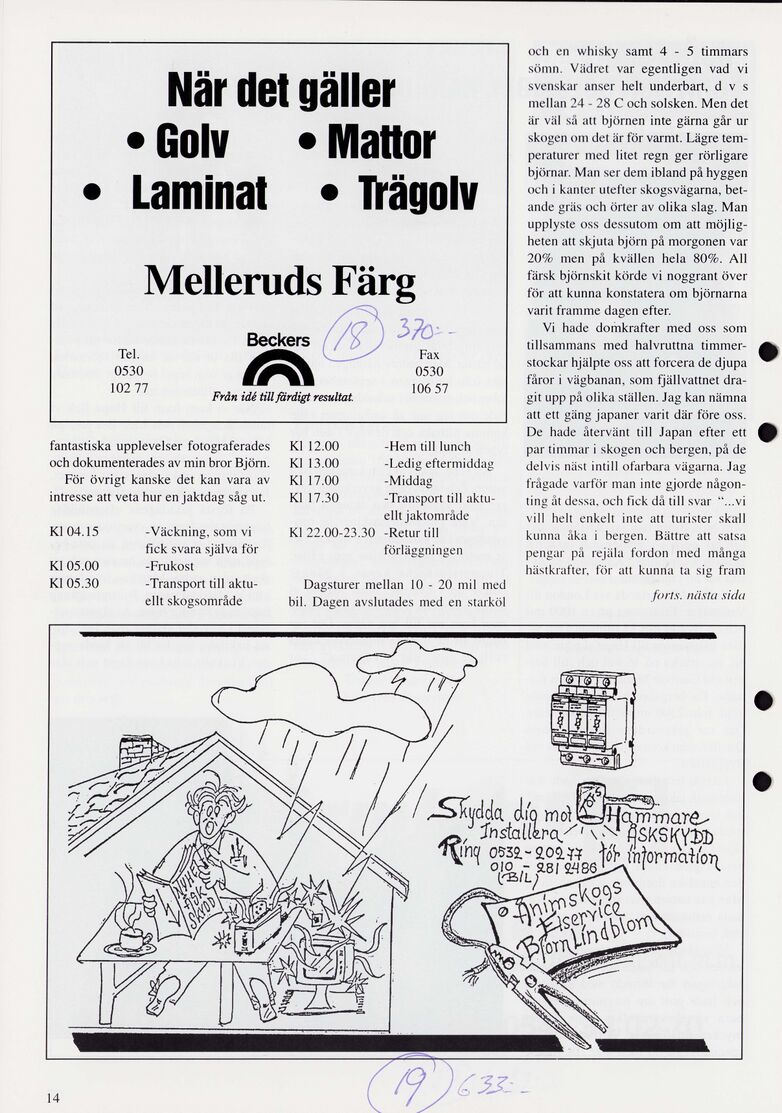 När det gäller
• Golv • Mattor
• Laminat • Trägolv
Melleruds Färg
Tel.
0530
102 77
Beckers
Från idé till färdigt resultat.
18 370:-
Fax
0530
106 57
fantastiska upplevelser fotograferades
och dokumenterades av min bror Björn.
För övrigt kanske det kan vara av
intresse att veta hur en jaktdag såg ut.
Kl 04.15 -Väckning, som vi
fick svara själva för
Kl 05.00 -Frukost
Kl 05.30 -Transport till aktu-
ellt skogsområde
Kl 12.00 -Hem till lunch
Kl 13.00 -Ledig eftermiddag
Kl 17.00 -Middag
Kl 17.30 -Transport till aktu-
ellt jaktområde
Kl 22.00-23.30 -Retur till
förläggningen
Dagsturer mellan 10 - 20 mil med
bil. Dagen avslutades med en starköl
och en whisky samt 4 - 5 timmars
sömn. Vädret var egentligen vad vi
svenskar anser helt underbart, d v s
mellan 24 - 28 C och solsken. Men det
är väl så att björnen inte gärna går ur
skogen om det är för varmt. Lägre tem-
peraturer med litet regn ger rörligare
björnar. Man ser dem ibland på hyggen
och i kanter utefter skogsvägarna, bet-
ande gräs och örter av olika slag. Man
upplyste oss dessutom om att möjlig-
heten att skjuta björn på morgonen var
20% men på kvällen hela 80%. All
färsk björnskit körde vi noggrant över
för att kunna konstatera om björnarna
varit framme dagen efter.
Vi hade domkrafter med oss som
tillsammans med halvruttna timmer-
stockar hjälpte oss att forcera de djupa
fåror i vägbanan, som fjällvattnet dra-
git upp på olika ställen. Jag kan nämna
att ett gäng japaner varit där före oss.
De hade återvänt till Japan efter ett
par timmar i skogen och bergen, på de
delvis näst intill ofarbara vägarna. Jag
frågade varför man inte gjorde någon-
ting åt dessa, och fick då till svar “...vi
vill helt enkelt inte att turister skall
kunna åka i bergen. Bättre att satsa
pengar på rejäla fordon med många
hästkrafter, för att kunna ta sig fram
forts. nästa sida
NYHET
ÅSK
SKYDD
Skydda dig mot Hammare
Installera ÅSKSKYDD
Ring 0532-20277 för information
010-281 2486
(BIL)
Änimskogs
Elservice
Björn Lindblom
14
19 633:-